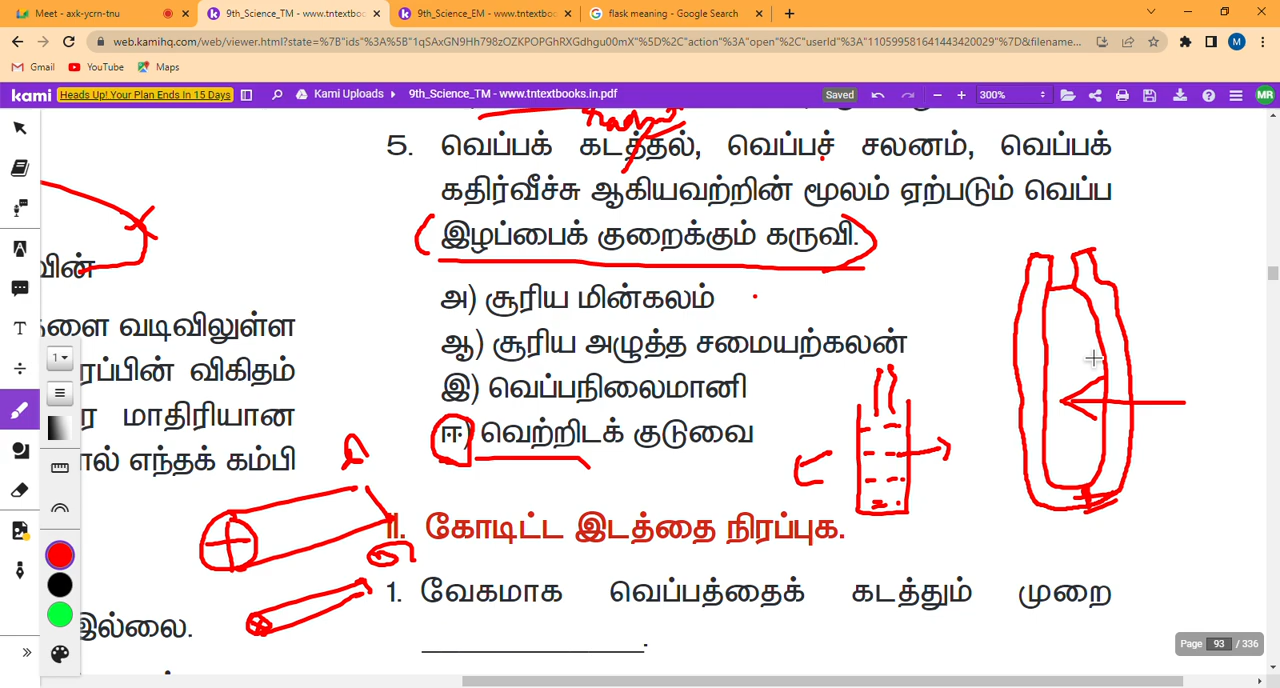 Meet - axk-ycrn-tnu
9th_Science_TM - www.tntextbooks
9th_Science_EM - www.tntextboo
flask meaning - Google Search
web.kamihq.com/web/viewer.html?state=%7B"ids"%3A%5B"1qSAxGN9Hh798zOZKPOPGhRXGdhgu00mX"%5D%2C"action"%3A"open"%2C"userId"%3A"110599581641443420029"%7D&filename...
M
Gmail
YouTube
Maps
kami
Heads Up! Your Plan Ends In 15 Days
Kami Uploads
9th_Science_TM - www.tntextbooks.in.pdf
Saved
300%
MR
5. வெப்பக் கடத்தல், வெப்பச் சலனம், வெப்பக்
கதிர்வீச்சு ஆகியவற்றின் மூலம் ஏற்படும் வெப்ப
இழப்பைக் குறைக்கும் கருவி.
அ) சூரிய மின்கலம்
ஆ) சூரிய அழுத்த சமையற்கலன்
இ) வெப்பநிலைமானி
ஈ) வெற்றிடக் குடுவை
II. கோடிட்ட இடத்தை நிரப்புக.
1. வேகமாக வெப்பத்தைக் கடத்தும் முறை
வின்
வடிவிலுள்ள
ரப்பின் விகிதம்
மாதிரியான
ால் எந்தக் கம்பி
இல்லை.
1
Page 93 / 336